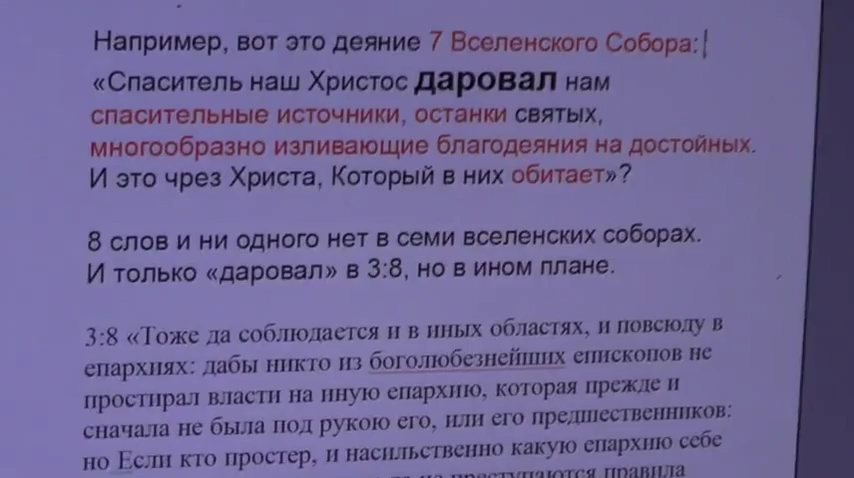 Например, вот это деяние 7 Вселенского Собора:
«Спаситель наш Христос даровал нам
спасительные источники, останки святых,
многообразно изливающие благодеяния на достойных.
И это чрез Христа, Который в них обитает»?
8 слов и ни одного нет в семи вселенских соборах.
И только «даровал» в 3:8, но в ином плане.
3:8 «Тоже да соблюдается и в иных областях, и повсюду в
епархиях: дабы никто из боголюбезнейших епископов не
простирал власти на иную епархию, которая прежде и
сначала не была под рукою его, или его предшественников:
но Если кто простер, и насильственно какую епархию себе
преступаются правила